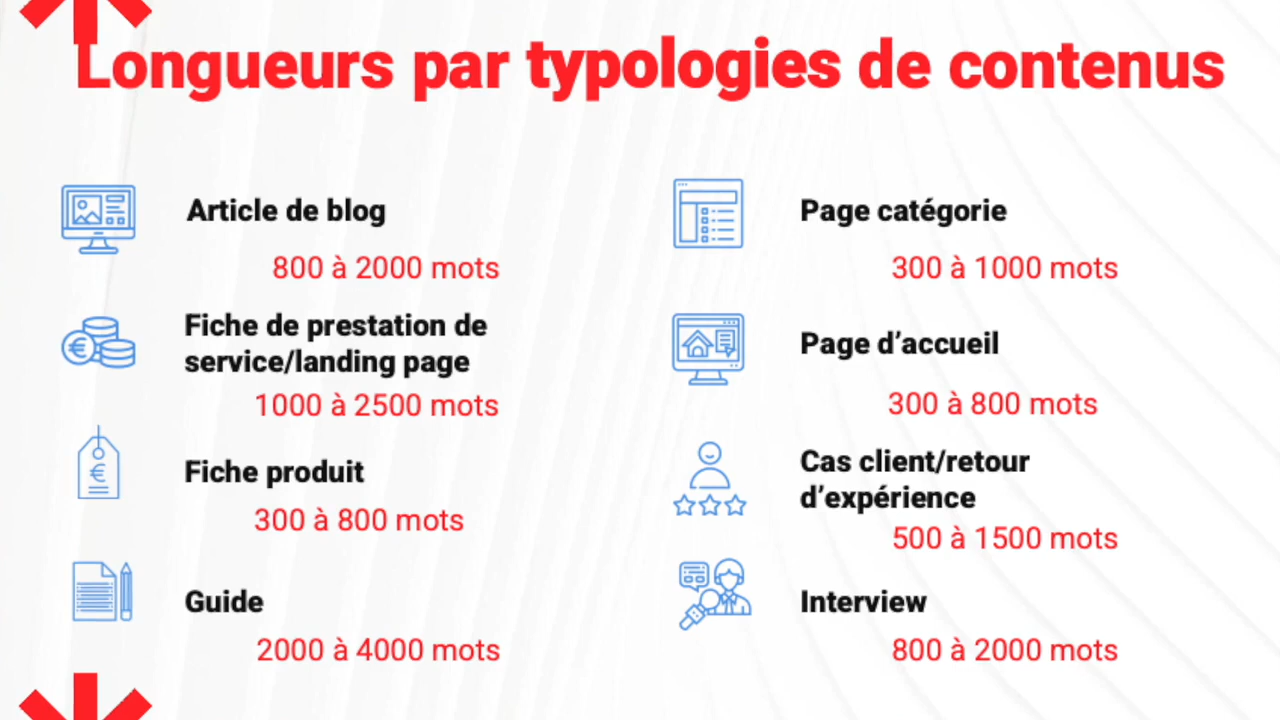 Longueurs par typologies de contenus
Article de blog
800 à 2000 mots
Fiche de prestation de
service/landing page
1000 à 2500 mots
Fiche produit
300 à 800 mots
Guide
2000 à 4000 mots
Page catégorie
300 à 1000 mots
Page d’accueil
300 à 800 mots
Cas client/retour
d’expérience
500 à 1500 mots
Interview
800 à 2000 mots